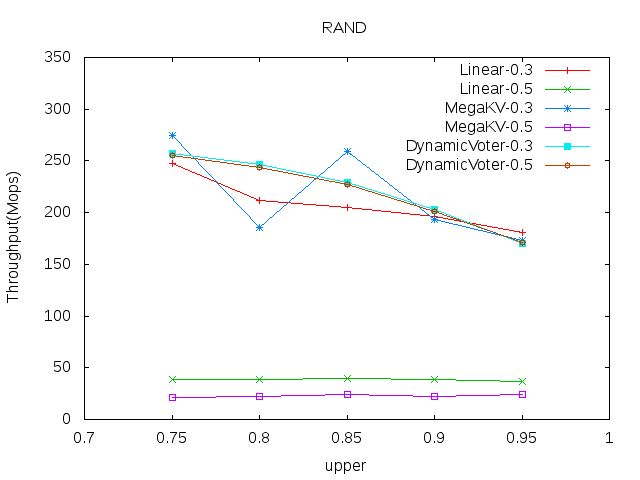 RAND
350
300
250
200
150
100
50
0
Throughput(Mops)
Linear-0.3
Linear-0.5
MegaKV-0.3
MegaKV-0.5
DynamicVoter-0.3
DynamicVoter-0.5
0.7 0.75 0.8 0.85 0.9 0.95 1
upper